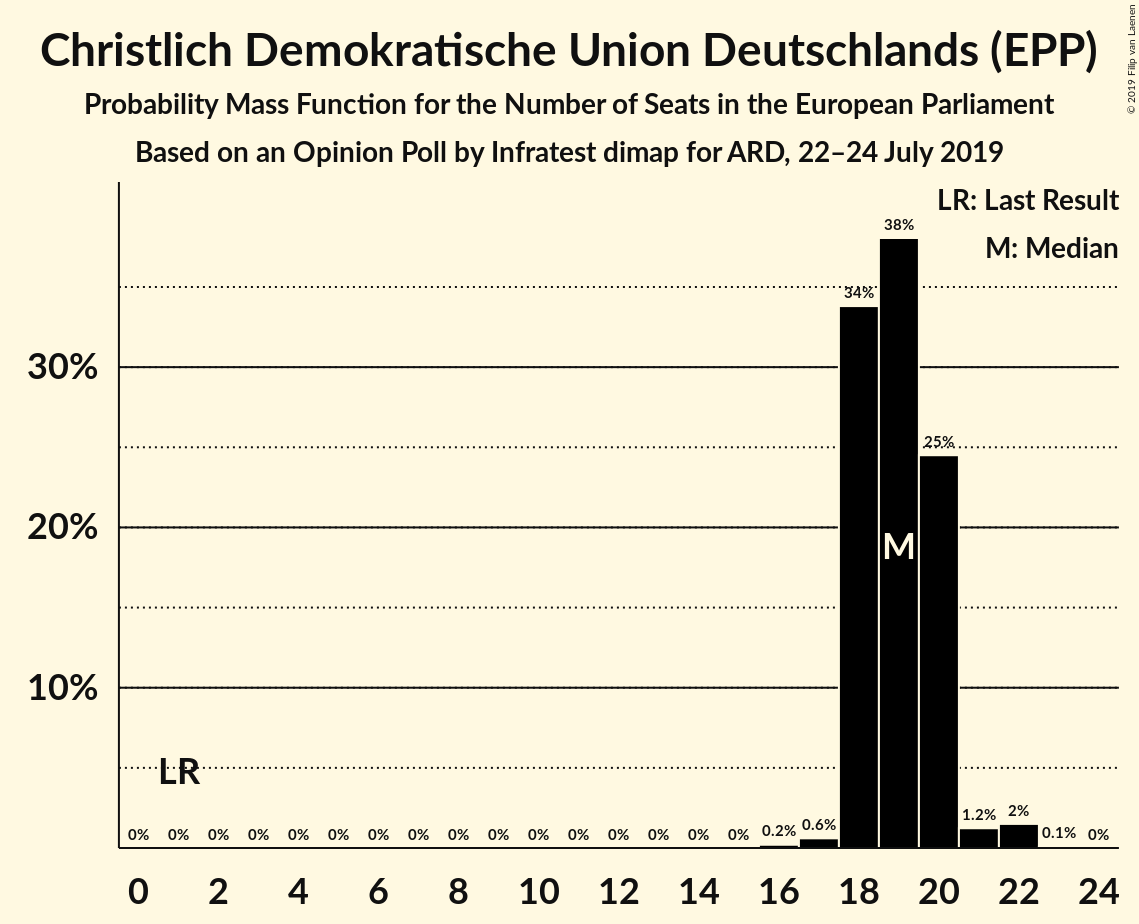 Christlich Demokratische Union Deutschlands (EPP)
Probability Mass Function for the Number of Seats in the European Parliament
Based on an Opinion Poll by Infratest dimap for ARD, 22–24 July 2019
© 2019 Filip van Laenen
LR: Last Result
M: Median
38%
34%
30%
25%
20%
M
10%
LR
0% 0% 0% 0% 0% 0% 0% 0% 0% 0% 0% 0% 0% 0% 0% 0% 0.2% 0.6% 1.2% 2% 0.1% 0%
0 2 4 6 8 10 12 14 16 18 20 22 24